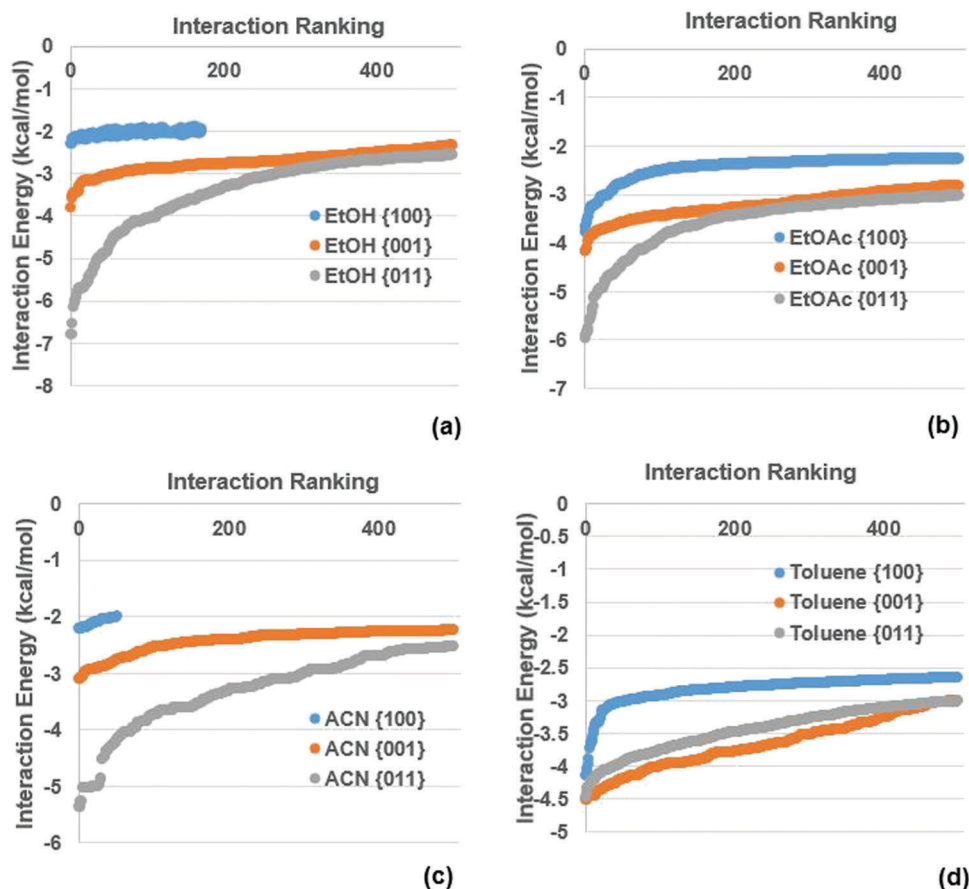 Interaction Ranking
0
0
200
400
-1
-2
-3
-4
-5
-6
-7
-8
Interaction Energy (kcal/mol)
EtOH {100}
EtOH {001}
EtOH {011}
(a)
Interaction Ranking
0
0
200
400
-1
-2
-3
-4
-5
-6
-7
Interaction Energy (kcal/mol)
EtOAc {100}
EtOAc {001}
EtOAc {011}
(b)
Interaction Ranking
0
0
200
400
-1
-2
-3
-4
-5
-6
Interaction Energy (kcal/mol)
ACN {100}
ACN {001}
ACN {011}
(c)
Interaction Ranking
0
0
200
400
-0.5
-1
-1.5
-2
-2.5
-3
-3.5
-4
-4.5
-5
Interaction Energy (kcal/mol)
Toluene {100}
Toluene {001}
Toluene {011}
(d)